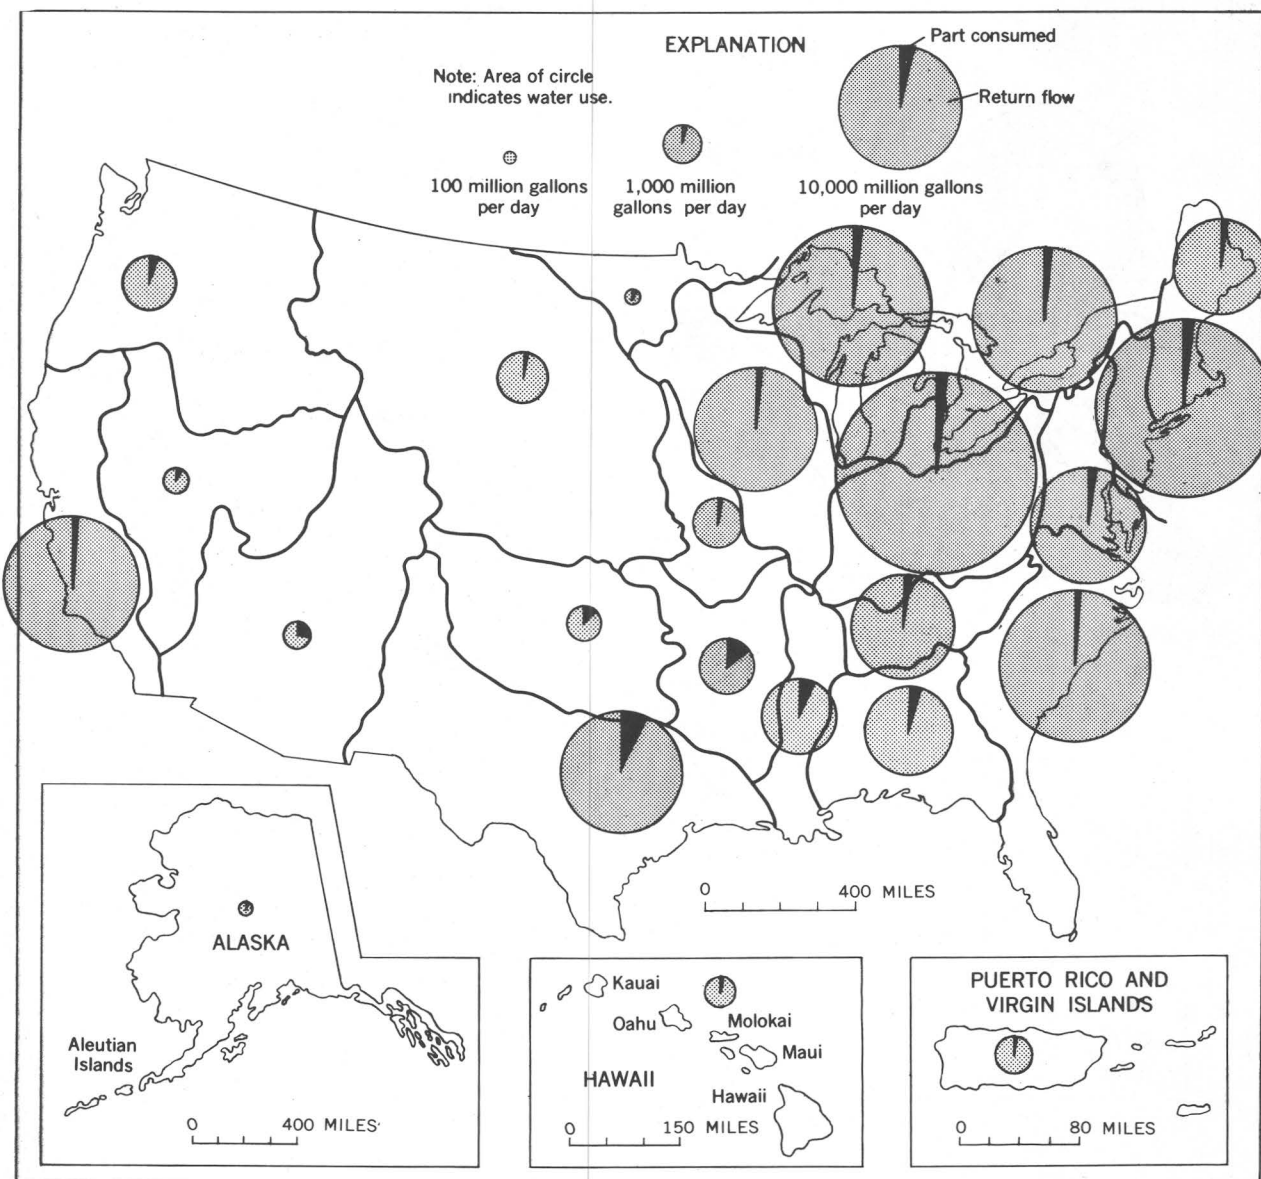 EXPLANATION
Part consumed
Note: Area of circle
indicates water use.
Return flow
100 million gallons
per day
1,000 million
gallons per day
10,000 million gallons
per day
0 400 MILES
ALASKA
Aleutian
Islands
0 400 MILES
Kauai
Oahu
Molokai
Maui
HAWAII
Hawaii
0 150 MILES
PUERTO RICO AND
VIRGIN ISLANDS
0 80 MILES